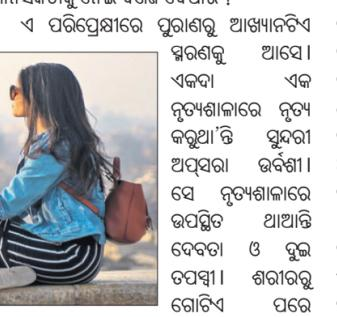 ଏ ପରିପ୍ରେକ୍ଷୀରେ ପୁରାଣରୁ ଆଖ୍ୟାନଟିଏ
ସ୍ମରଣକୁ ଆସେ।
ଏକଦା ଏକ
ନୃତ୍ୟଶାଳାରେ ନୃତ୍ୟ
କରୁଥା'ନ୍ତି ସୁନ୍ଦରୀ
ଅପ୍ସରା ଉର୍ବଶୀ।
ସେ ନୃତ୍ୟଶାଳାରେ
ଉପସ୍ଥିତ ଥାଆନ୍ତି
ଦେବତା ଓ ଦୁଇ
ତପସ୍ୱୀ। ଶରୀରରୁ
ଗୋଟିଏ ପରେ